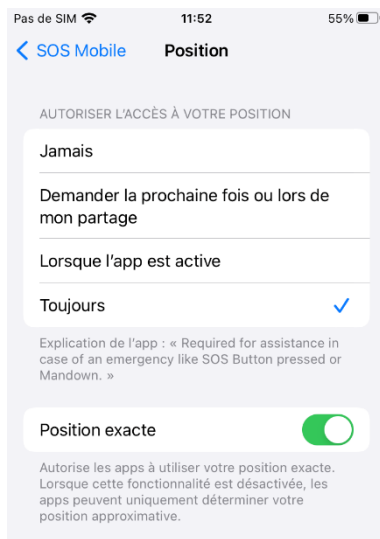 Pas de SIM 11:52 55%
SOS Mobile Position
AUTORISER L'ACCÈS À VOTRE POSITION
Jamais
Demander la prochaine fois ou lors de
mon partage
Lorsque l'app est active
Toujours
Explication de l'app : « Required for assistance in
case of an emergency like SOS Button pressed or
Mandown. »
Position exacte
Autorise les apps à utiliser votre position exacte.
Lorsque cette fonctionnalité est désactivée, les
apps peuvent uniquement déterminer votre
position approximative.